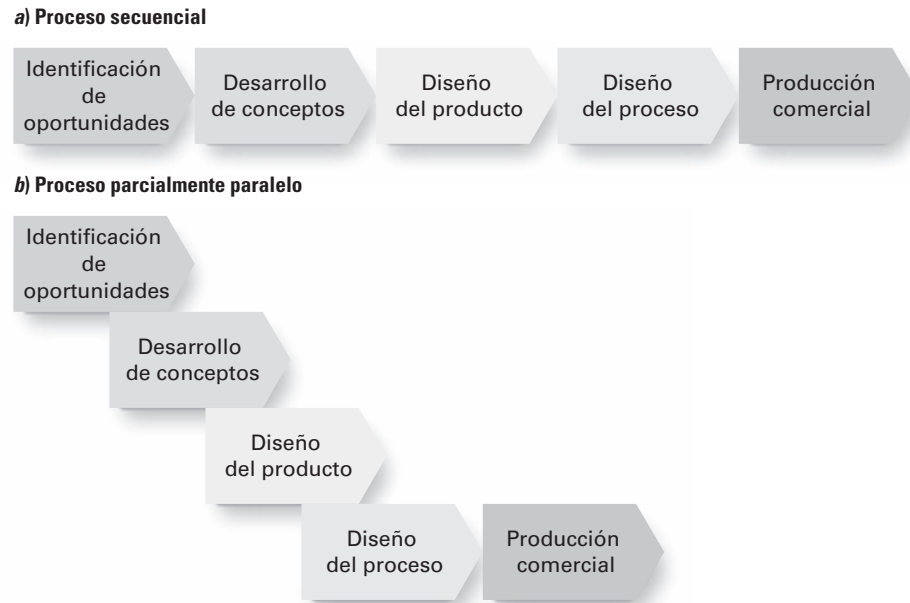 a) Proceso secuencial
Identificación
de
oportunidades
Desarrollo
de conceptos
Diseño
del producto
Diseño
del proceso
Producción
comercial
b) Proceso parcialmente paralelo
Identificación
de
oportunidades
Desarrollo
de conceptos
Diseño
del producto
Diseño
del proceso
Producción
comercial